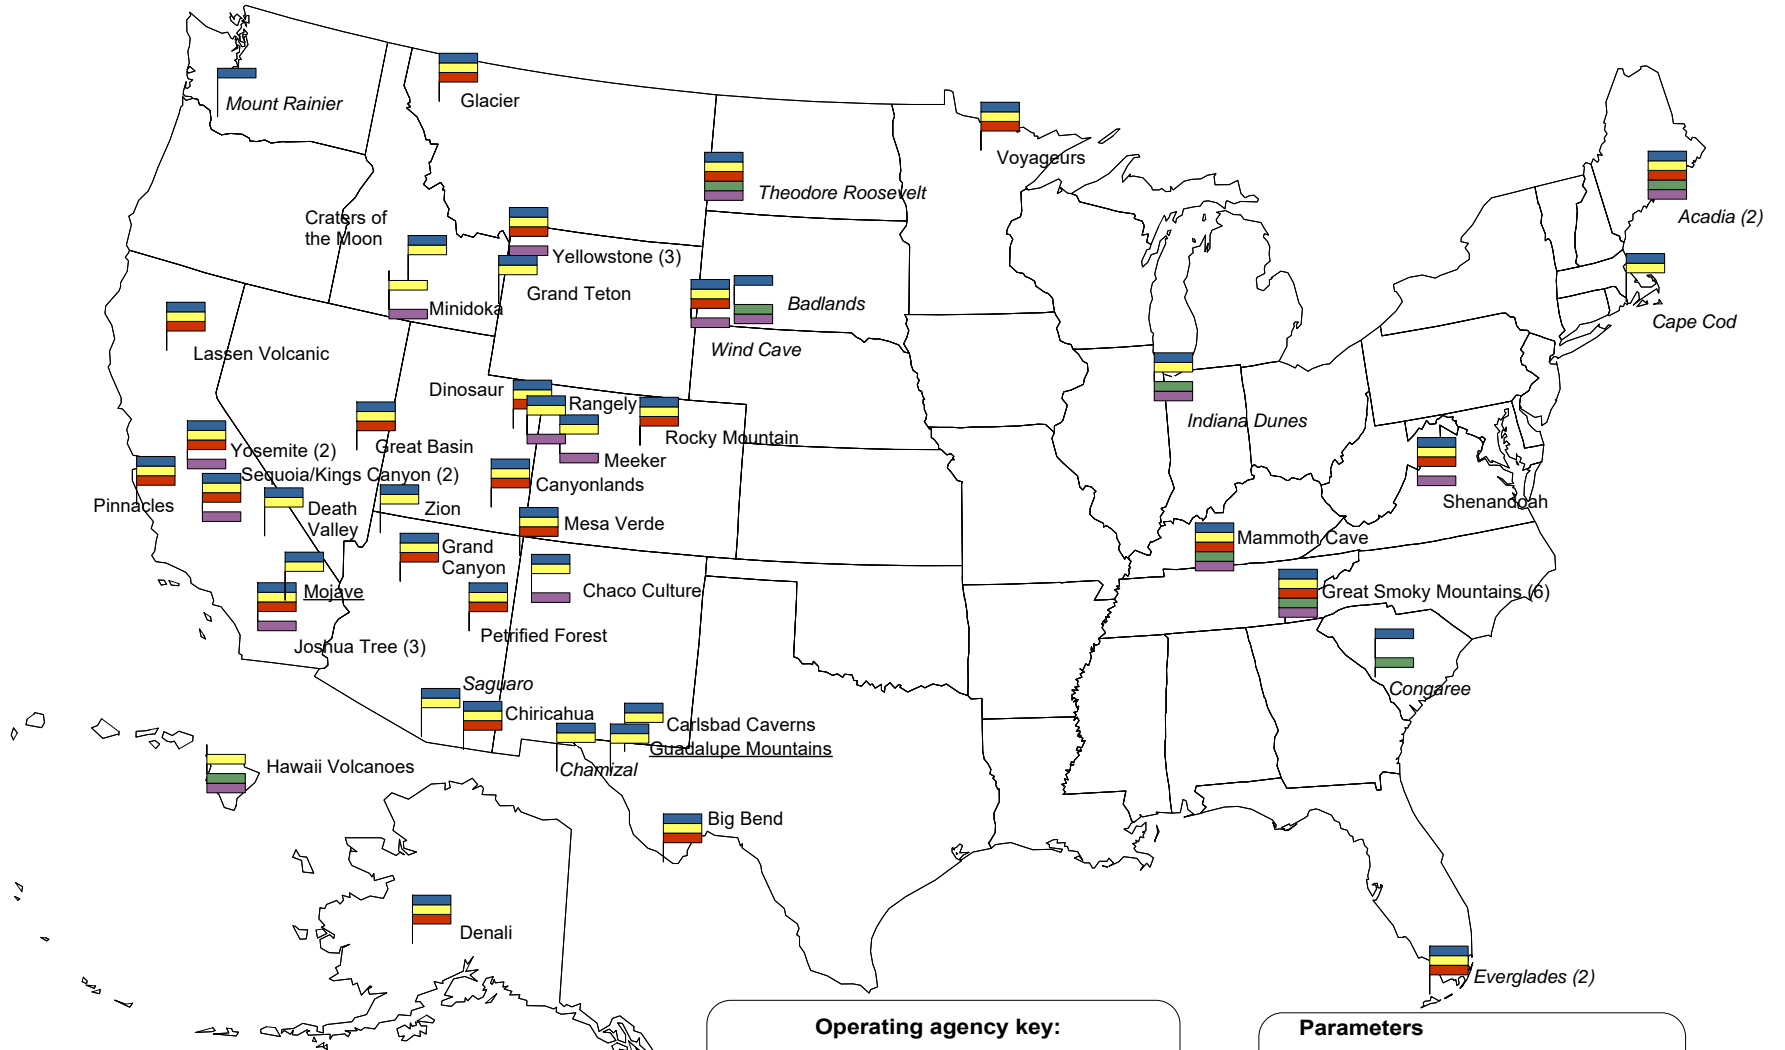 Glacier
Mount Rainier
Voyageurs
Theodore Roosevelt
Acadia (2)
Craters of
the Moon
Yellowstone (3)
Grand Teton
Minidoka
Badlands
Cape Cod
Wind Cave
Lassen Volcanic
Dinosaur
Rangely
Rocky Mountain
Indiana Dunes
Great Basin
Yosemite (2)
Meeker
Sequoia/Kings Canyon (2)
Canyonlands
Pinnacles
Death
Valley
Zion
Shenandoah
Mesa Verde
Mammoth Cave
Grand
Canyon
Mojave
Chaco Culture
Great Smoky Mountains (6)
Petrified Forest
Joshua Tree (3)
Saguaro
Congaree
Chiricahua
Carlsbad Caverns
Guadalupe Mountains
Chamizal
Hawaii Volcanoes
Big Bend
Denali
Everglades (2)
Operating agency key:
Parameters